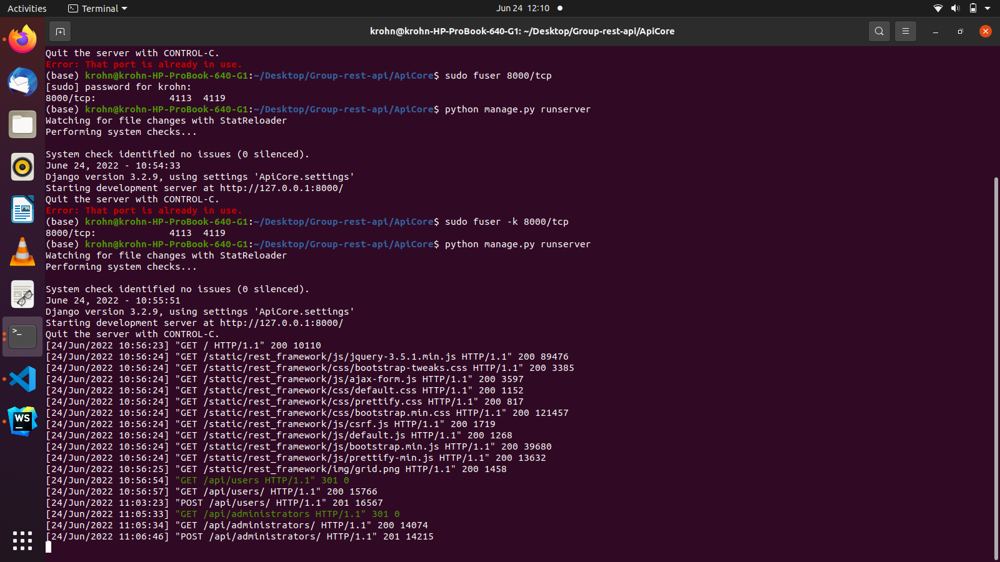 Activities Terminal Jun 24 12:10
krohn@krohn-HP-ProBook-640-G1: ~/Desktop/Group-rest-api/ApiCore
Quit the server with CONTROL-C.
Error: That port is already in use.
(base) krohn@krohn-HP-ProBook-640-G1:~/Desktop/Group-rest-api/ApiCore$ sudo fuser 8000/tcp
[sudo] password for krohn:
8000/tcp:             4113  4119
(base) krohn@krohn-HP-ProBook-640-G1:~/Desktop/Group-rest-api/ApiCore$ python manage.py runserver
Watching for file changes with StatReloader
Performing system checks...

System check identified no issues (0 silenced).
June 24, 2022 - 10:54:33
Django version 3.2.9, using settings 'ApiCore.settings'
Starting development server at http://127.0.0.1:8000/
Quit the server with CONTROL-C.
Error: That port is already in use.
(base) krohn@krohn-HP-ProBook-640-G1:~/Desktop/Group-rest-api/ApiCore$ sudo fuser -k 8000/tcp
8000/tcp:             4113  4119
(base) krohn@krohn-HP-ProBook-640-G1:~/Desktop/Group-rest-api/ApiCore$ python manage.py runserver
Watching for file changes with StatReloader
Performing system checks...

System check identified no issues (0 silenced).
June 24, 2022 - 10:55:51
Django version 3.2.9, using settings 'ApiCore.settings'
Starting development server at http://127.0.0.1:8000/
Quit the server with CONTROL-C.
[24/Jun/2022 10:56:23] "GET / HTTP/1.1" 200 10110
[24/Jun/2022 10:56:24] "GET /static/rest_framework/js/jquery-3.5.1.min.js HTTP/1.1" 200 89476
[24/Jun/2022 10:56:24] "GET /static/rest_framework/css/bootstrap-tweaks.css HTTP/1.1" 200 3385
[24/Jun/2022 10:56:24] "GET /static/rest_framework/js/ajax-form.js HTTP/1.1" 200 3597
[24/Jun/2022 10:56:24] "GET /static/rest_framework/css/default.css HTTP/1.1" 200 1152
[24/Jun/2022 10:56:24] "GET /static/rest_framework/css/prettify.css HTTP/1.1" 200 817
[24/Jun/2022 10:56:24] "GET /static/rest_framework/css/bootstrap.min.css HTTP/1.1" 200 121457
[24/Jun/2022 10:56:24] "GET /static/rest_framework/js/csrf.js HTTP/1.1" 200 1719
[24/Jun/2022 10:56:24] "GET /static/rest_framework/js/default.js HTTP/1.1" 200 1268
[24/Jun/2022 10:56:24] "GET /static/rest_framework/js/bootstrap.min.js HTTP/1.1" 200 39680
[24/Jun/2022 10:56:24] "GET /static/rest_framework/js/prettify-min.js HTTP/1.1" 200 13632
[24/Jun/2022 10:56:25] "GET /static/rest_framework/img/grid.png HTTP/1.1" 200 1458
[24/Jun/2022 10:56:54] "GET /api/users HTTP/1.1" 301 0
[24/Jun/2022 10:56:57] "GET /api/users/ HTTP/1.1" 200 15766
[24/Jun/2022 11:03:23] "POST /api/users/ HTTP/1.1" 201 16567
[24/Jun/2022 11:05:33] "GET /api/administrators HTTP/1.1" 301 0
[24/Jun/2022 11:05:34] "GET /api/administrators/ HTTP/1.1" 200 14074
[24/Jun/2022 11:06:46] "POST /api/administrators/ HTTP/1.1" 201 14215
>_
WS